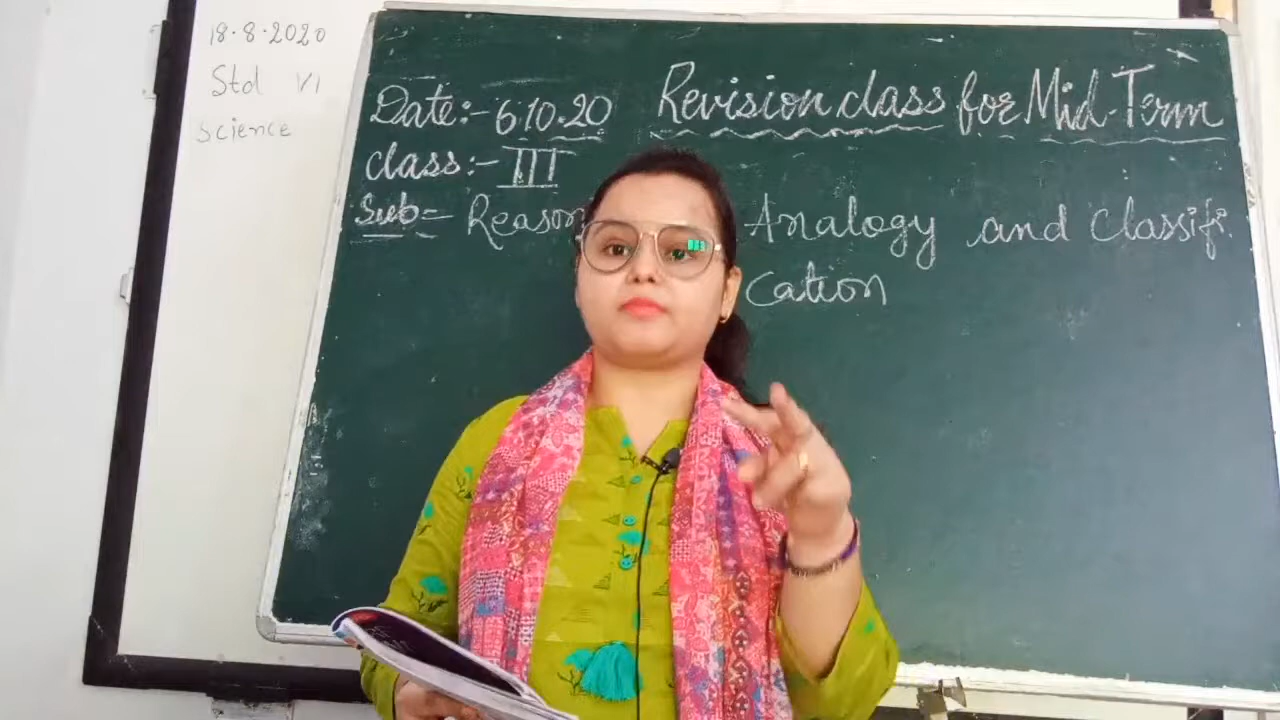 18.8.2020
Std VI
Science
Date:- 6.10.20 Revision class for Mid-Term
class:- III
Sub:- Reason Analogy and Classifi-
cation